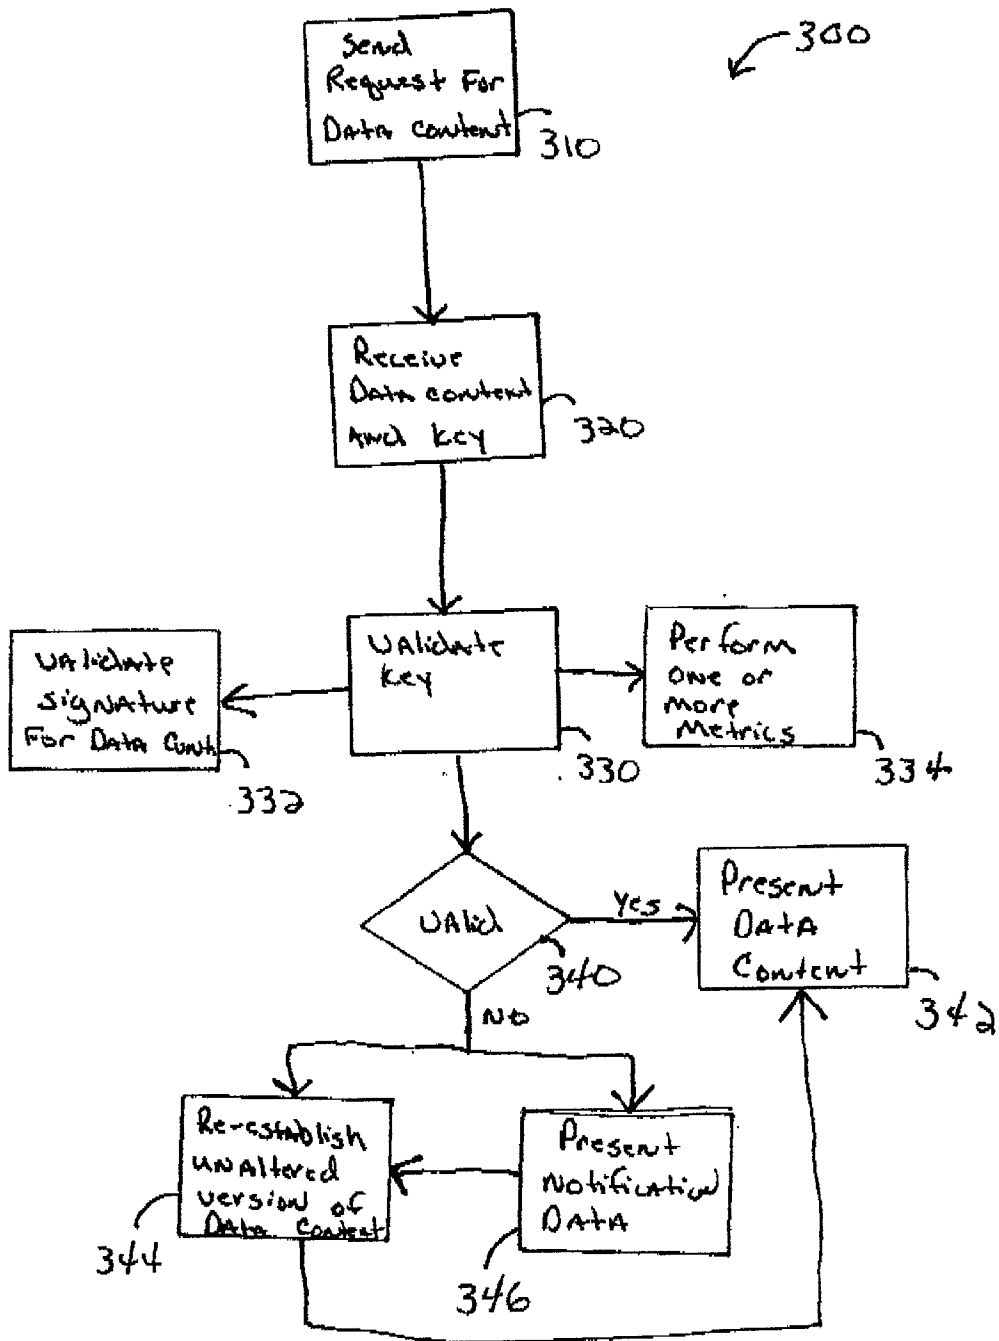 300
Send
Request For
Data Content
310
Receive
Data content
And key
320
Validate
Key
330
Validate
Signature
For Data Cont
332
Perform
one or
more
Metrics
334
Valid
340
Yes
Present
Data
Content
342
No
Re-establish
unaltered
version of
Data Content
344
Present
Notification
Data
346